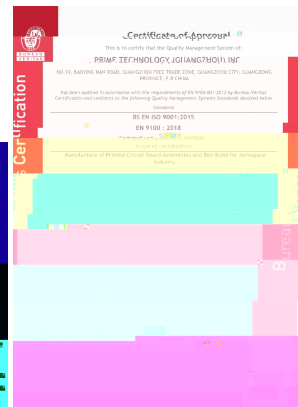 BUREAU VERITAS
Certification
Certificate of Approval
This is to certify that the Quality Management System of:
PRIME TECHNOLOGY (GUANGZHOU) INC
NO.19, BAOYING NAN ROAD, GUANGZHOU FREE TRADE ZONE, GUANGZHOU CITY, GUANGDONG
PROVINCE, P.R CHINA
has been audited in accordance with the requirements of EN 9104-001:2013 by Bureau Veritas
Certification and conforms to the following Quality Management Systems Standards detailed below
Standards
BS EN ISO 9001:2015
EN 9100 : 2018
Scope of certification
Manufacture of Printed Circuit Board Assemblies and Box Build for Aerospace
Industry
Bureau